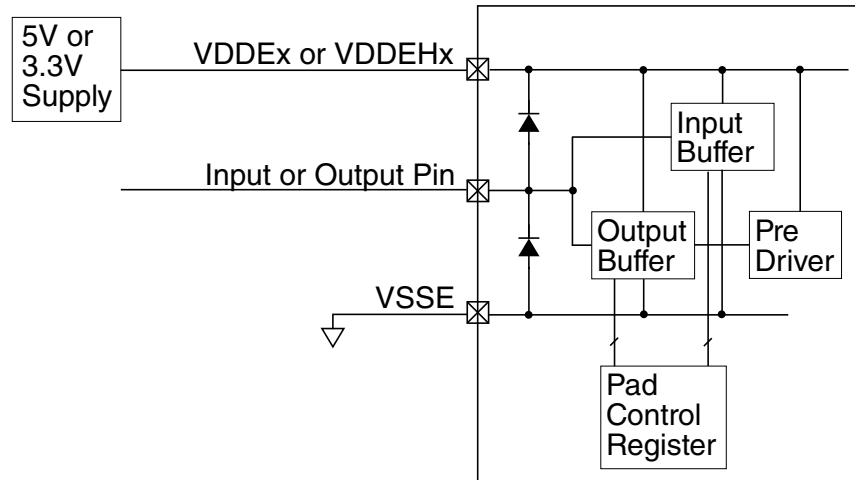 5V or
3.3V
Supply
VDDEx or VDDEHx
Input
Buffer
Input or Output Pin
Output
Buffer
Pre
Driver
VSSE
Pad
Control
Register